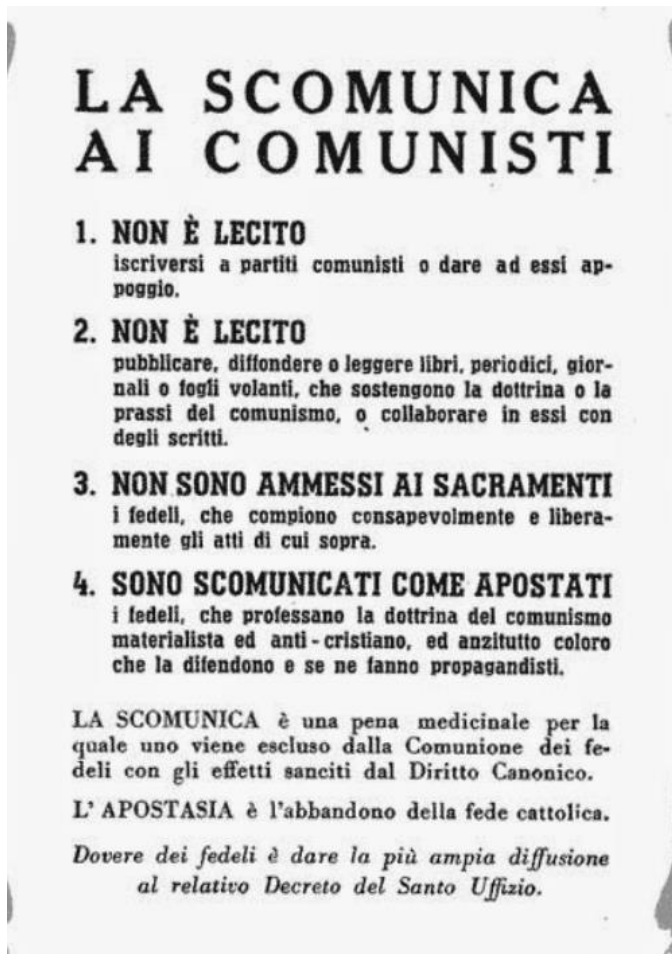 LA SCOMUNICA
AI COMUNISTI
1. NON È LECITO
iscriversi a partiti comunisti o dare ad essi ap-
poggio.
2. NON È LECITO
pubblicare, diffondere o leggere libri, periodici, gior-
nali o fogli volanti, che sostengono la dottrina o la
prassi del comunismo, o collaborare in essi con
degli scritti.
3. NON SONO AMMESSI AI SACRAMENTI
i fedeli, che compiono consapevolmente e libera-
mente gli atti di cui sopra.
4. SONO SCOMUNICATI COME APOSTATI
i fedeli, che professano la dottrina del comunismo
materialista ed anti-cristiano, ed anzitutto coloro
che la difendono e se ne fanno propagandisti.
LA SCOMUNICA è una pena medicinale per la
quale uno viene escluso dalla Comunione dei fe-
deli con gli effetti sanciti dal Diritto Canonico.
L' APOSTASIA è l'abbandono della fede cattolica.
Dovere dei fedeli è dare la più ampia diffusione
al relativo Decreto del Santo Uffizio.